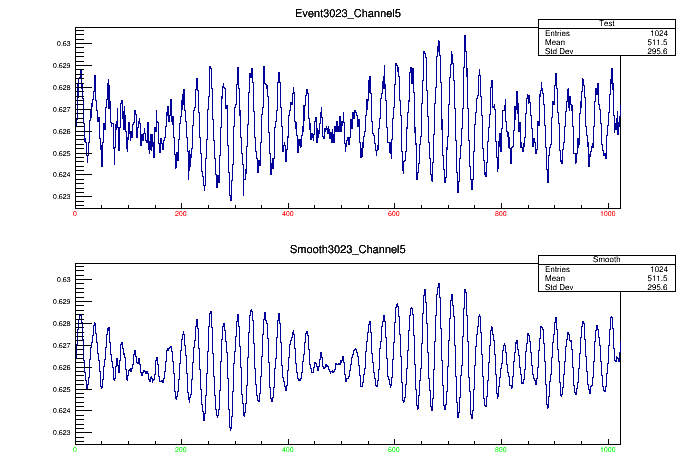 Event3023_Channel5
Test
Entries 1024
Mean 511.5
Std Dev 295.6
0.63
0.629
0.628
0.627
0.626
0.625
0.624
0.623
0 200 400 600 800 1000
Smooth3023_Channel5
Smooth
Entries 1024
Mean 511.5
Std Dev 295.6
0.63
0.629
0.628
0.627
0.626
0.625
0.624
0.623
0 200 400 600 800 1000